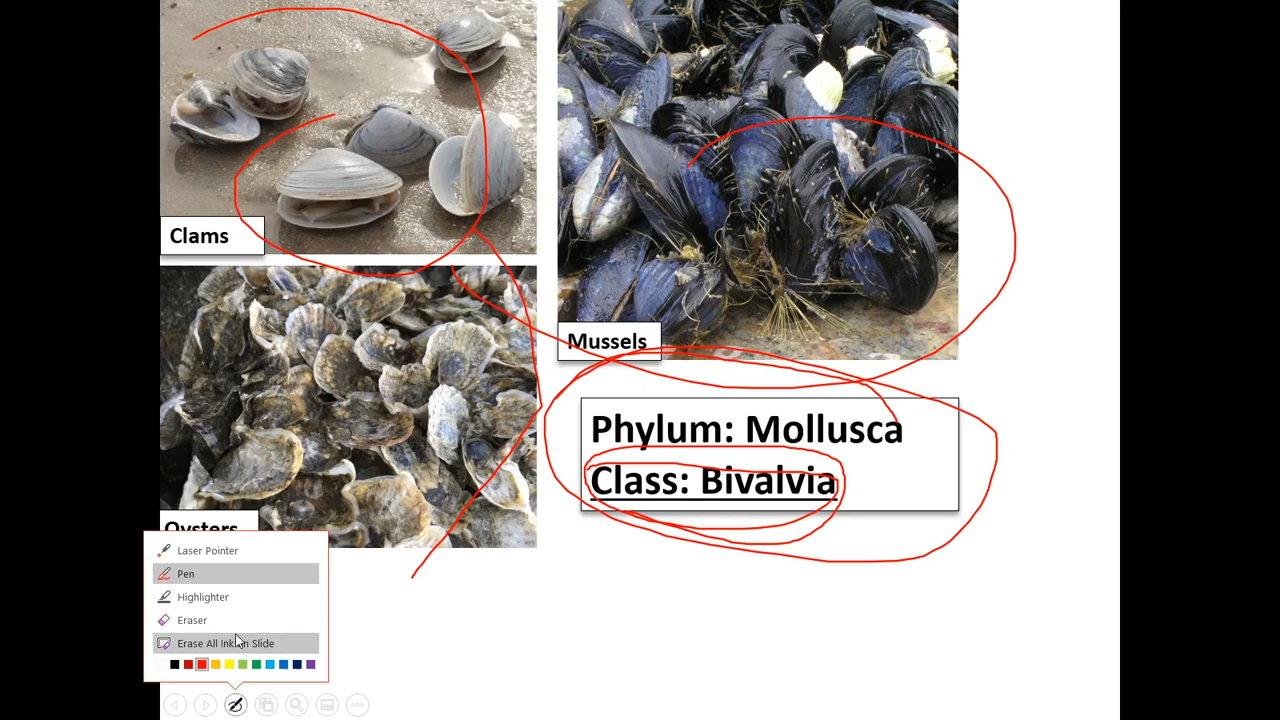 Clams
Mussels
Oysters
Phylum: Mollusca
Class: Bivalvia
Laser Pointer
Pen
Highlighter
Eraser
Erase All Ink on Slide